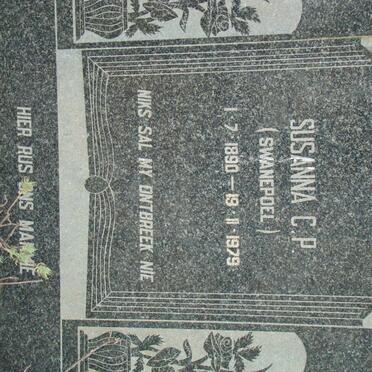 SUSANNA C.P.
( SWANEPOEL )
1·7·1890 — 19·11·1979
NIKS SAL MY ONTBREEK NIE
HIER RUS ONS MAMMIE